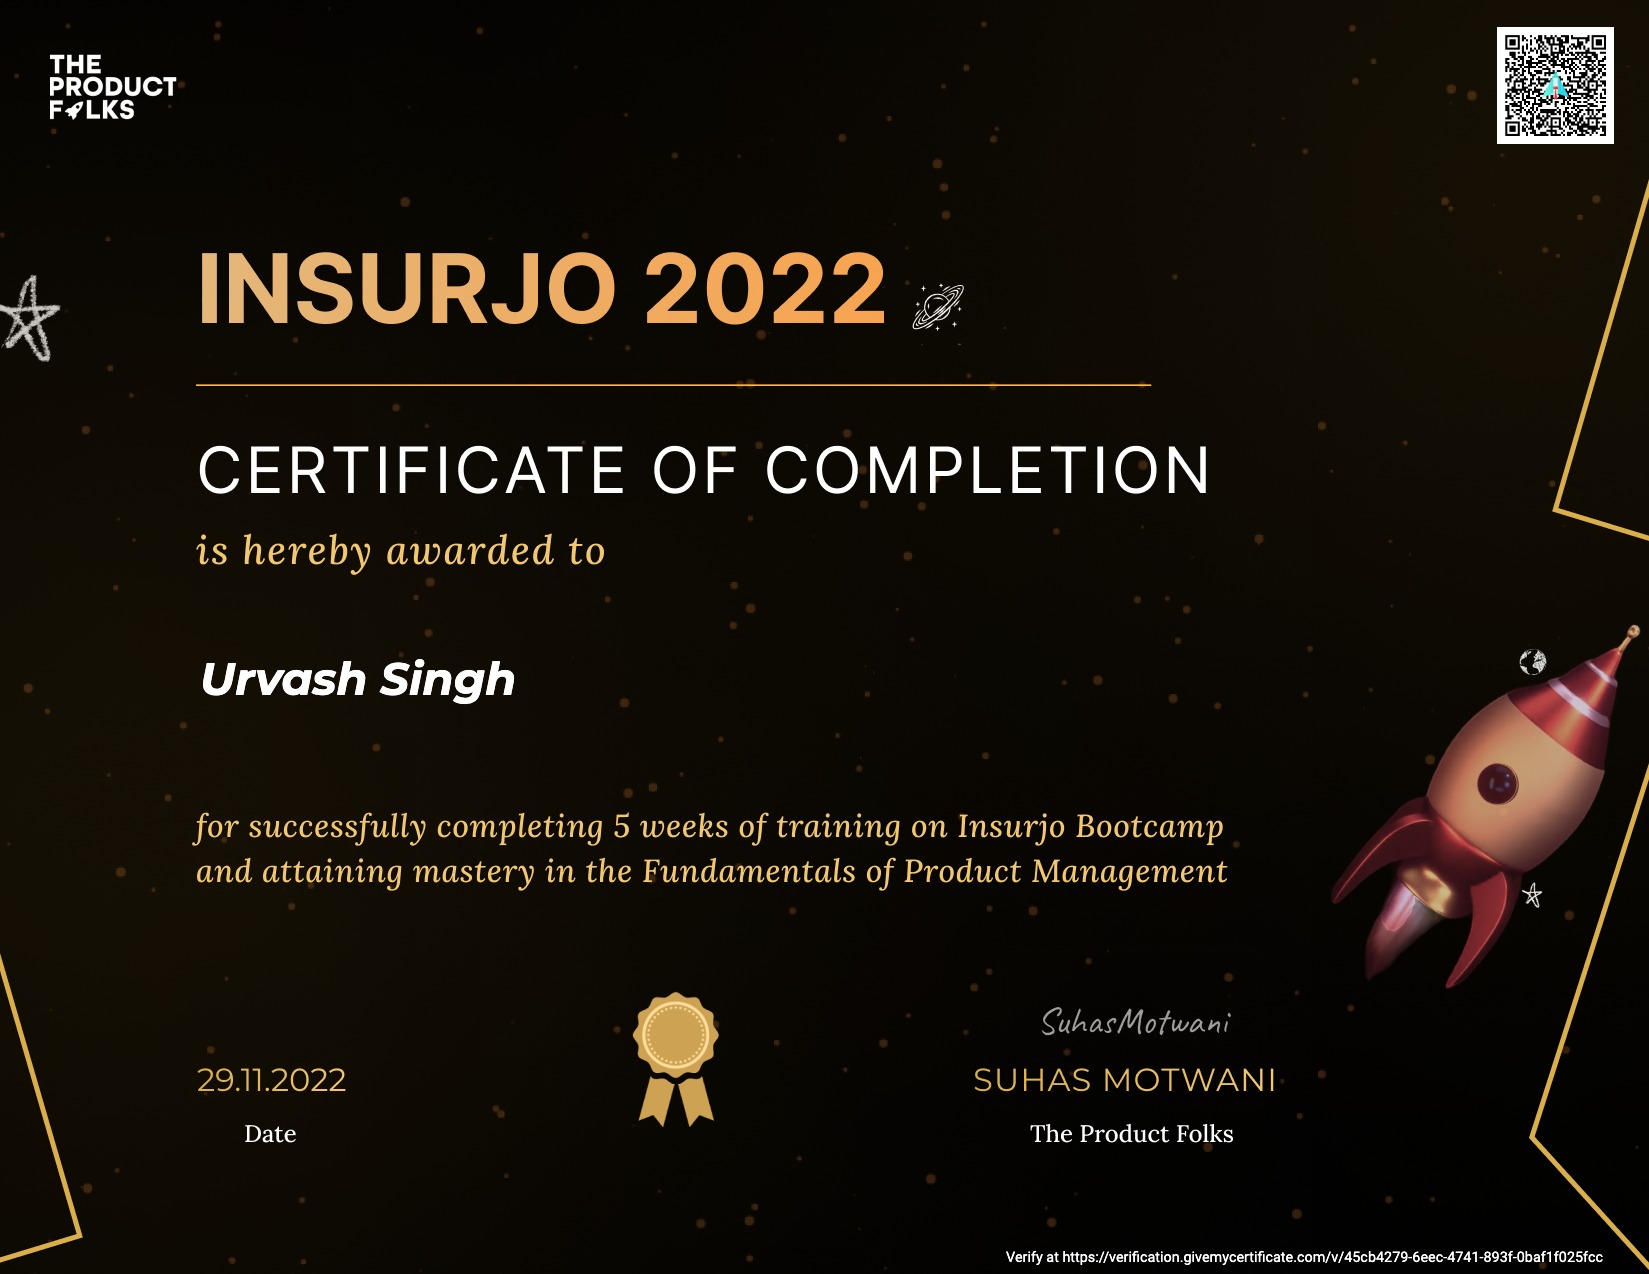 THE
PRODUCT
FOLKS
INSURJO 2022
CERTIFICATE OF COMPLETION
is hereby awarded to
Urvash Singh
for successfully completing 5 weeks of training on Insurjo Bootcamp
and attaining mastery in the Fundamentals of Product Management
SuhasMotwani
29.11.2022
SUHAS MOTWANI
Date
The Product Folks
Verify at https://verification.givemycertificate.com/v/45cb4279-6eec-4741-893f-0baf1f025fcc